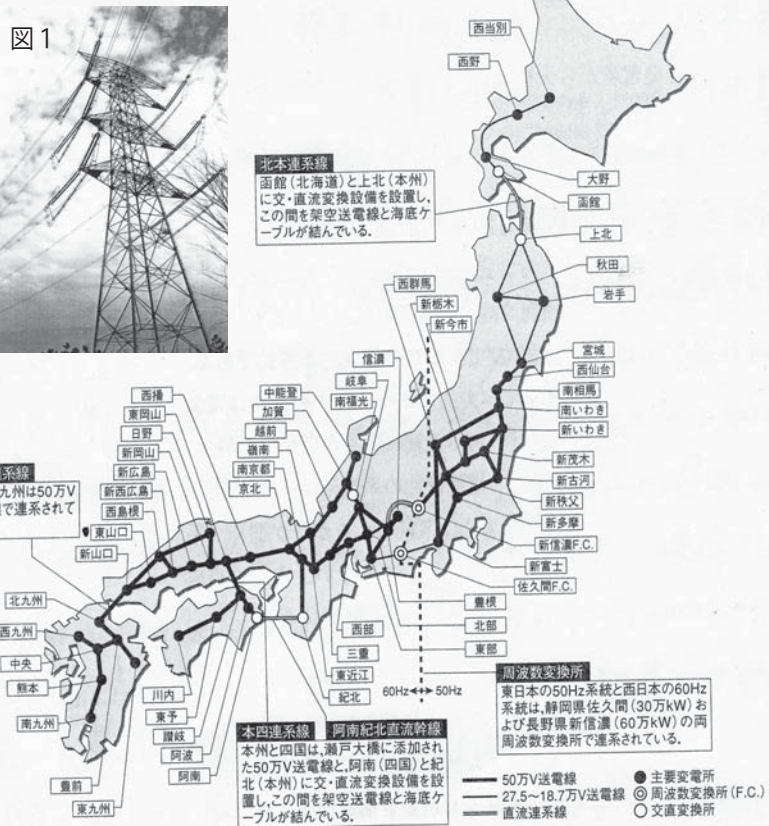 図1
西当別
西野
北本連系線
函館(北海道)と上北(本州)
に交・直流変換設備を設置し,
この間を架空送電線と海底ケ
ーブルが結んでいる.
大野
函館
上北
秋田
岩手
西群馬
新栃木
新今市
信濃
岐阜
南福光
中能登
加賀
越前
嶺南
南京都
京北
西播
東岡山
日野
新岡山
新広島
新西広島
西島根
東山口
新山口
宮城
西仙台
南相馬
南いわき
新いわき
新茂木
新古河
新秩父
新多摩
新信濃F.C.
新富士
佐久間F.C.
系線
九州は50万V
で連系されて
北九州
西九州
中央
熊本
南九州
豊前
東九州
川内
東予
讃岐
阿波
阿南
西部
三重
東近江
紀北
豊根
北部
東部
60Hz
50Hz
周波数変換所
東日本の50Hz系統と西日本の60Hz
系統は,静岡県佐久間(30万kW)お
よび長野県新信濃(60万kW)の両
周波数変換所で連系されている.
本四連系線
阿南紀北直流幹線
本州と四国は,瀬戸大橋に添加され
た50万V送電線と,阿南(四国)と紀
北(本州)に交・直流変換設備を設
置し,この間を架空送電線と海底ケ
ーブルが結んでいる.
50万V送電線
27.5~18.7万V送電線
直流連系線
主要変電所
周波数変換所(F.C.)
交直変換所